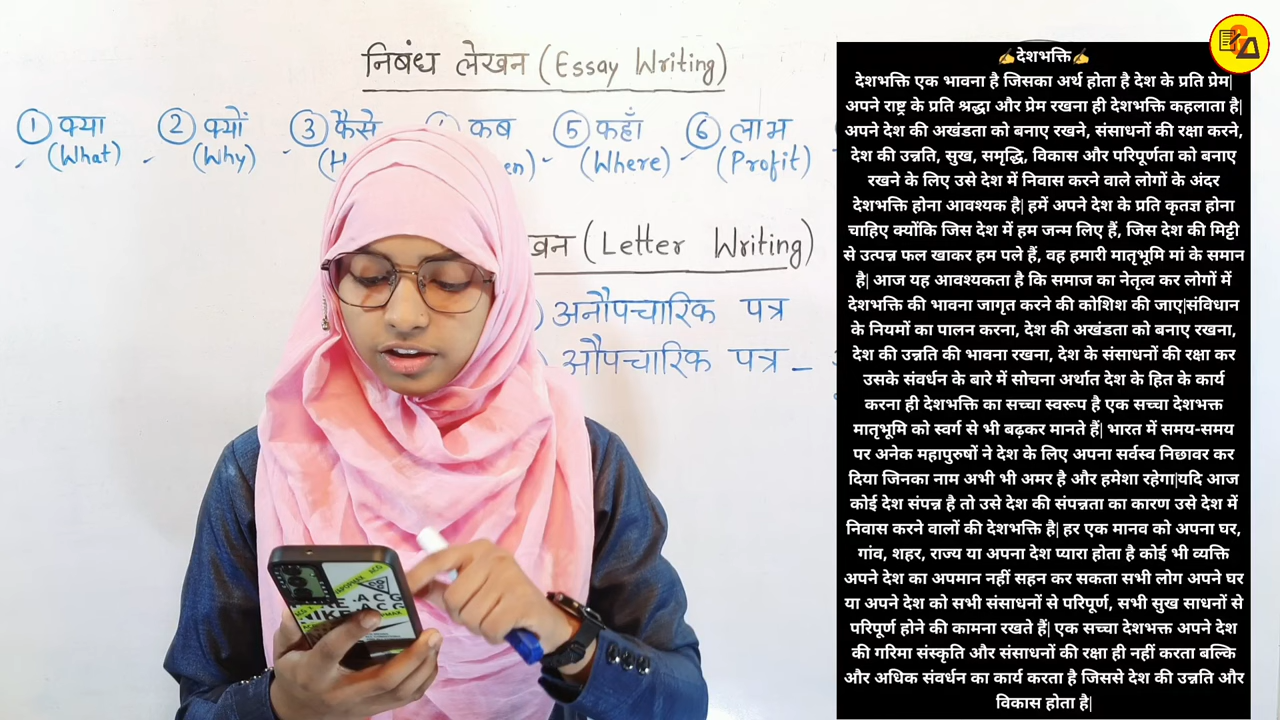 निबंध लेखन (Essay Writing)
① क्या
(What)
② क्यों
(Why)
③ कैसे
कब
⑤ कहाँ
(Where)
⑥ लाभ
(Profit)
(Letter Writing)
अनौपचारिक पत्र
औपचारिक पत्र –
✍देशभक्ति✍
देशभक्ति एक भावना है जिसका अर्थ होता है देश के प्रति प्रेम|
अपने राष्ट्र के प्रति श्रद्धा और प्रेम रखना ही देशभक्ति कहलाता है|
अपने देश की अखंडता को बनाए रखने, संसाधनों की रक्षा करने,
देश की उन्नति, सुख, समृद्धि, विकास और परिपूर्णता को बनाए
रखने के लिए उसे देश में निवास करने वाले लोगों के अंदर
देशभक्ति होना आवश्यक है| हमें अपने देश के प्रति कृतज्ञ होना
चाहिए क्योंकि जिस देश में हम जन्म लिए हैं, जिस देश की मिट्टी
से उत्पन्न फल खाकर हम पले हैं, वह हमारी मातृभूमि मां के समान
है| आज यह आवश्यकता है कि समाज का नेतृत्व कर लोगों में
देशभक्ति की भावना जागृत करने की कोशिश की जाए|संविधान
के नियमों का पालन करना, देश की अखंडता को बनाए रखना,
देश की उन्नति की भावना रखना, देश के संसाधनों की रक्षा कर
उसके संवर्धन के बारे में सोचना अर्थात देश के हित के कार्य
करना ही देशभक्ति का सच्चा स्वरूप है एक सच्चा देशभक्त
मातृभूमि को स्वर्ग से भी बढ़कर मानते हैं| भारत में समय-समय
पर अनेक महापुरुषों ने देश के लिए अपना सर्वस्व निछावर कर
दिया जिनका नाम अभी भी अमर है और हमेशा रहेगा|यदि आज
कोई देश संपन्न है तो उसे देश की संपन्नता का कारण उसे देश में
निवास करने वालों की देशभक्ति है| हर एक मानव को अपना घर,
गांव, शहर, राज्य या अपना देश प्यारा होता है कोई भी व्यक्ति
अपने देश का अपमान नहीं सहन कर सकता सभी लोग अपने घर
या अपने देश को सभी संसाधनों से परिपूर्ण, सभी सुख साधनों से
परिपूर्ण होने की कामना रखते हैं| एक सच्चा देशभक्त अपने देश
की गरिमा संस्कृति और संसाधनों की रक्षा ही नहीं करता बल्कि
और अधिक संवर्धन का कार्य करता है जिससे देश की उन्नति और
विकास होता है|